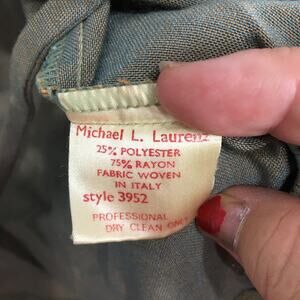 Michael L. Laurenz
25% POLYESTER
75% RAYON
FABRIC WOVEN
IN ITALY
style 3952
PROFESSIONAL
DRY CLEAN ONLY